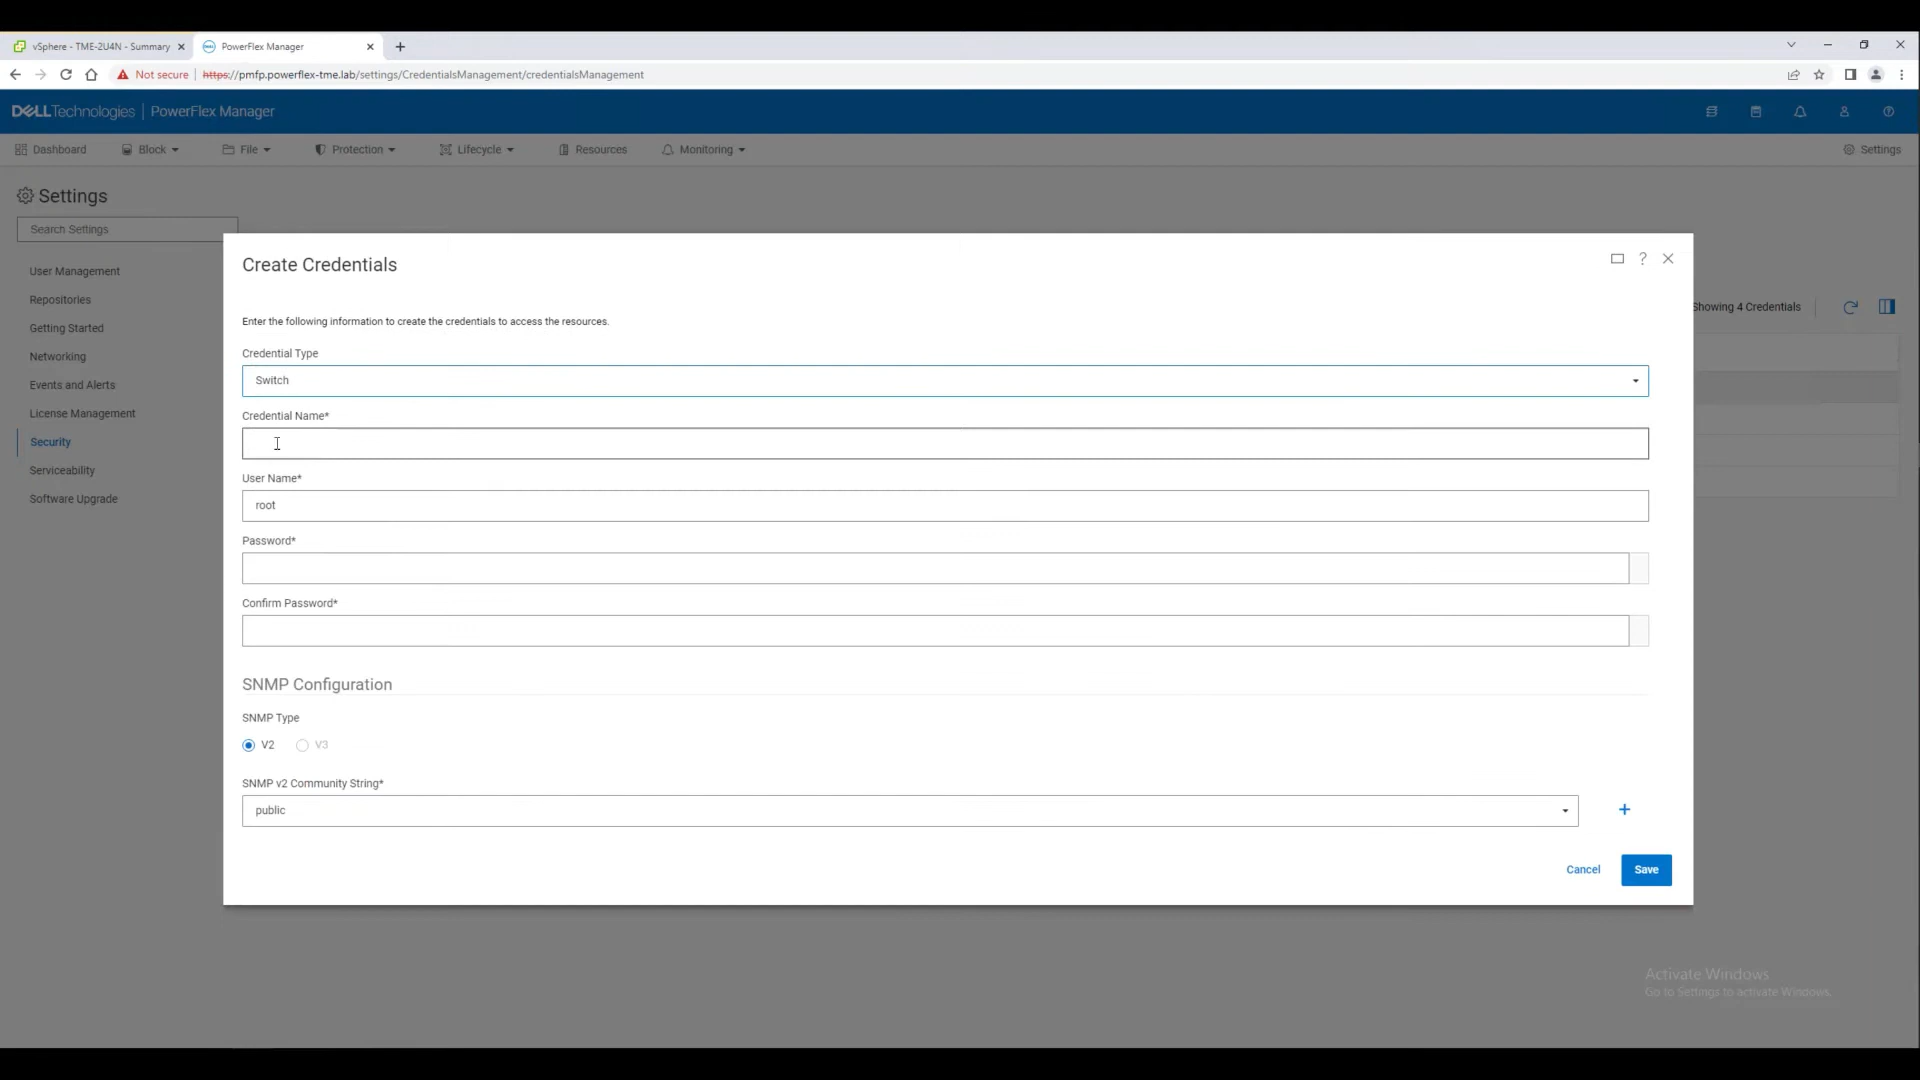 vSphere - TME-2U4N - Summary
PowerFlex Manager
Not secure https://pmfp.powerflex-tme.lab/settings/CredentialsManagement/credentialsManagement
DELLTechnologies | PowerFlex Manager
Dashboard Block File Protection Lifecycle Resources Monitoring Settings
Settings
Search Settings
User Management
Repositories
Getting Started
Networking
Events and Alerts
License Management
Security
Serviceability
Software Upgrade
Showing 4 Credentials
Create Credentials
Enter the following information to create the credentials to access the resources.
Credential Type
Switch
Credential Name*
User Name*
root
Password*
Confirm Password*
SNMP Configuration
SNMP Type
V2 V3
SNMP v2 Community String*
public
Cancel Save
Activate Windows
Go to Settings to activate Windows.